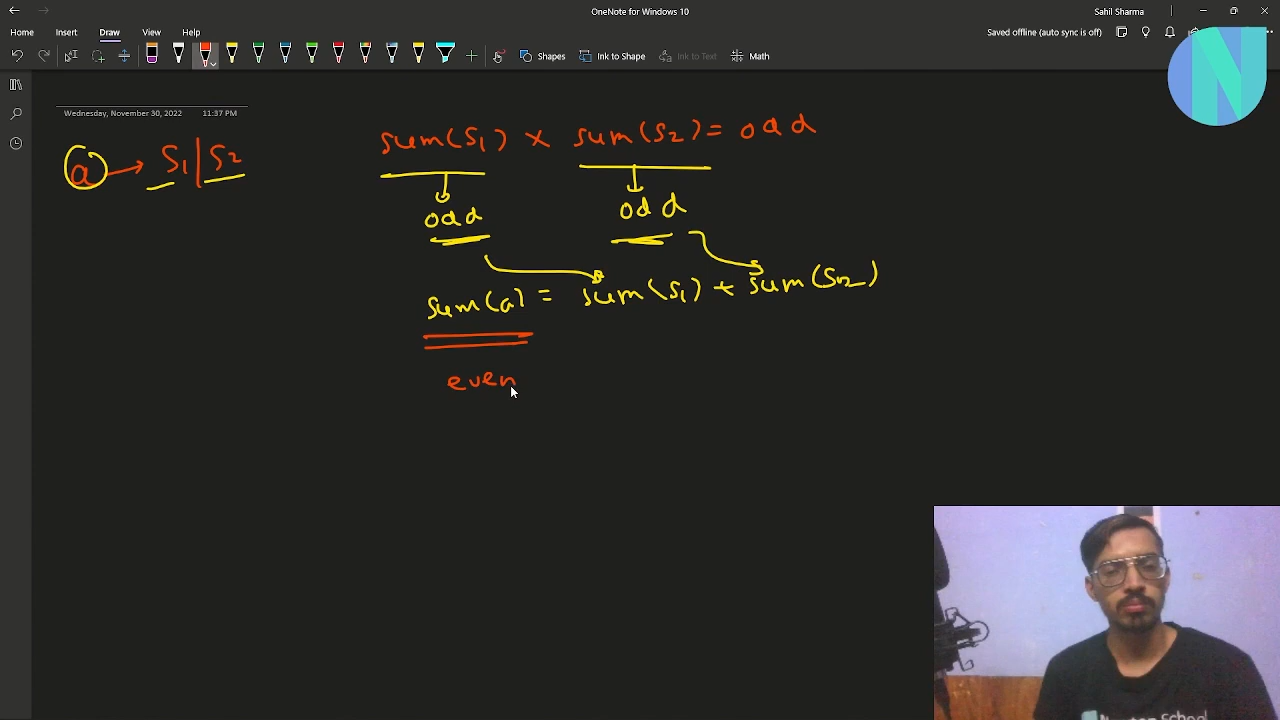 OneNote for Windows 10
Sahil Sharma
Home Insert Draw View Help
Saved offline (auto sync is off)
Shapes Ink to Shape Ink to Text Math
Wednesday, November 30, 2022 11:37 PM
a → S1 | S2
sum(S1) × sum(S2) = odd
odd odd
sum(a) = sum(S1) + sum(S2)
even
N
School